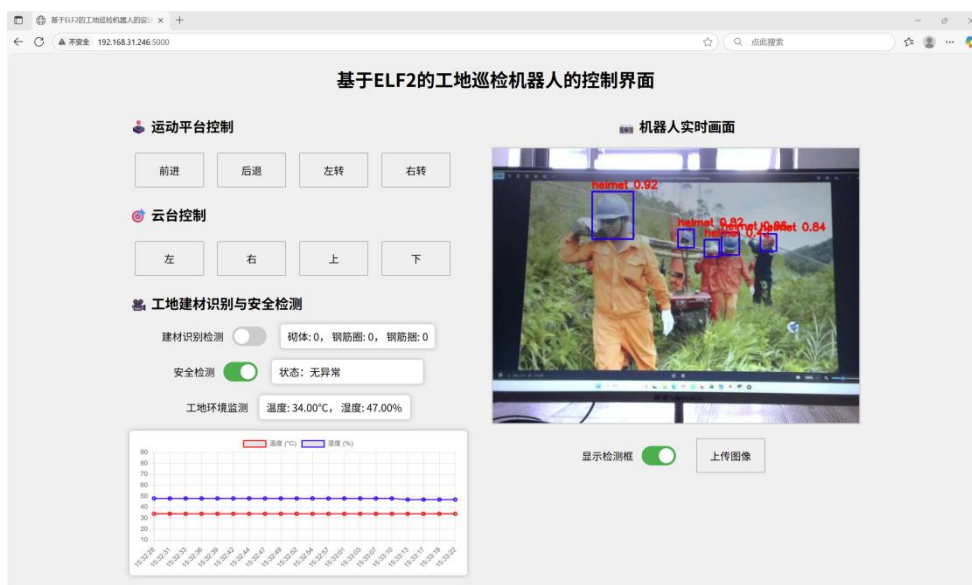 基于ELF2的工地巡检机器人的设计
不安全 192.168.31.246:5000
点此搜索
基于ELF2的工地巡检机器人的控制界面
运动平台控制
前进 后退 左转 右转
云台控制
左 右 上 下
工地建材识别与安全检测
建材识别检测 砌体: 0， 钢筋圈: 0， 钢筋捆: 0
安全检测 状态：无异常
工地环境监测 温度: 34.00°C， 湿度: 47.00%
温度 (°C) 湿度 (%)
90
80
70
60
50
40
30
20
10
机器人实时画面
helmet 0.92
helmet 0.82
helmet 0.84
显示检测框 上传图像